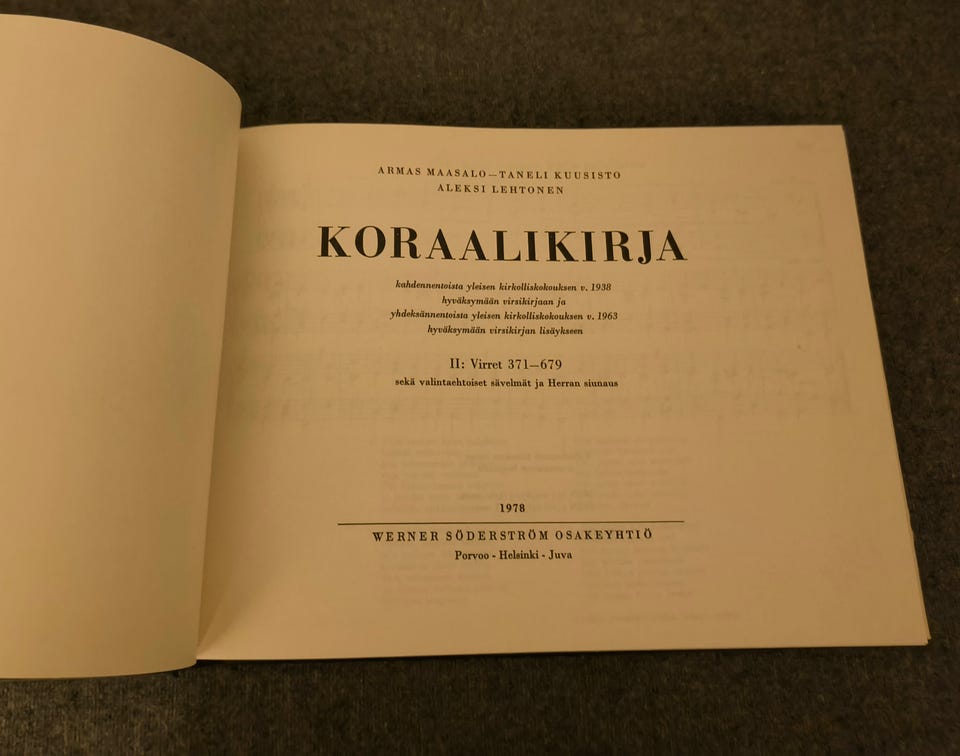 ARMAS MAASALO—TANELI KUUSISTO
ALEKSI LEHTONEN
KORAALIKIRJA
kahdennentoista yleisen kirkolliskokouksen v. 1938
hyväksymään virsikirjaan ja
yhdeksännentoista yleisen kirkolliskokouksen v. 1963
hyväksymään virsikirjan lisäykseen
II: Virret 371—679
sekä valintaehtoiset sävelmät ja Herran siunaus
1978
WERNER SÖDERSTRÖM OSAKEYHTIÖ
Porvoo - Helsinki - Juva